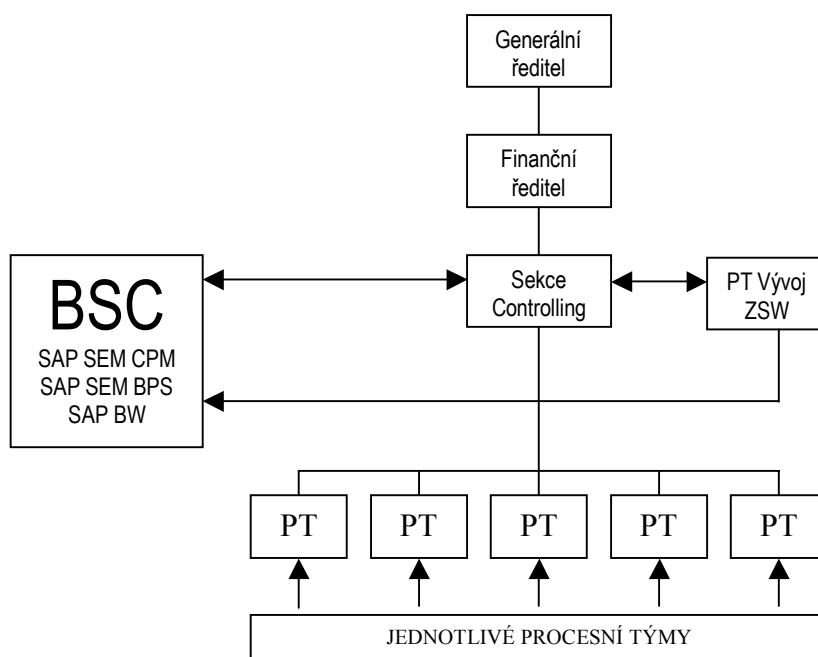 Generální
ředitel
Finanční
ředitel
Sekce
Controlling
PT Vývoj
ZSW
BSC
SAP SEM CPM
SAP SEM BPS
SAP BW
PT
PT
PT
PT
PT
JEDNOTLIVÉ PROCESNÍ TÝMY